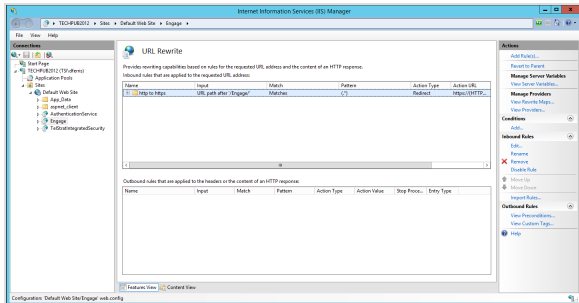 Internet Information Services (IIS) Manager
TECHPUB2012 ▸ Sites ▸ Default Web Site ▸ Engage ▸
File View Help
Connections
Start Page
TECHPUB2012
Application Pools
Sites
Default Web Site
App_Data
aspnet_client
AuthenticationService
Engage
TelStratIntegratedSecurity
URL Rewrite
Provides rewriting capabilities based on rules for the requested URL address and the content of an HTTP response.
Inbound rules that are applied to the requested URL address:
Name Input Match Pattern Action Type Action URL
http to https URL path after '/Engage/' Matches (.*) Redirect https://{HTTP...
Outbound rules that are applied to the headers or the content of an HTTP response:
Name Input Match Pattern Action Type Action Value Stop Proce... Entry Type
Features View Content View
Configuration: 'Default Web Site/Engage' web.config
Actions
Add Rule(s)...
Revert to Parent
Manage Server Variables
View Server Variables...
Manage Providers
View Rewrite Maps...
View Providers...
Conditions
Add...
Inbound Rules
Edit...
Rename
Remove
Disable Rule
Move Up
Move Down
Import Rules...
Outbound Rules
View Preconditions...
View Custom Tags...
Help